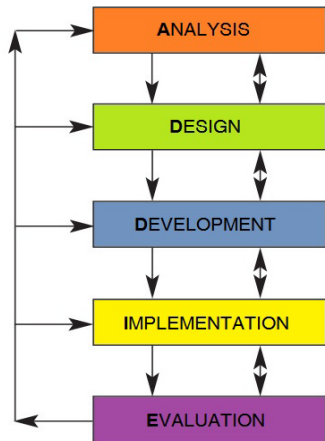 ANALYSIS
DESIGN
DEVELOPMENT
IMPLEMENTATION
EVALUATION